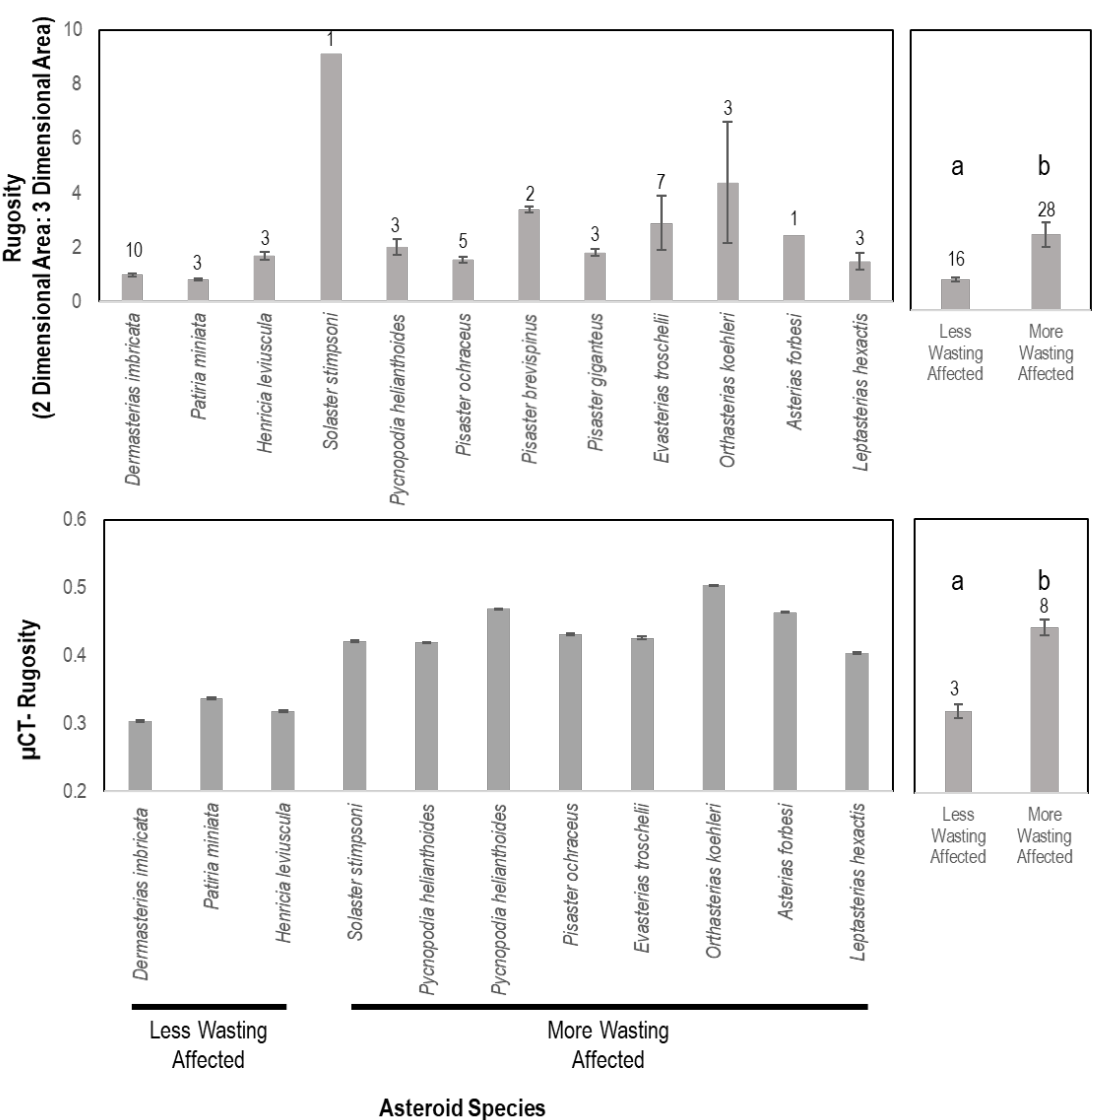 Rugosity
(2 Dimensional Area: 3 Dimensional Area)
10
8
6
4
2
0
10
3
3
1
3
5
2
3
7
3
1
3
Dermasterias imbricata
Patiria miniata
Henricia leviuscula
Solaster stimpsoni
Pycnopodia helianthoides
Pisaster ochraceus
Pisaster brevispinus
Pisaster giganteus
Evasterias troschelii
Orthasterias koehleri
Asterias forbesi
Leptasterias hexactis
a
b
16
28
Less
Wasting
Affected
More
Wasting
Affected
µCT- Rugosity
0.6
0.5
0.4
0.3
0.2
Dermasterias imbricata
Patiria miniata
Henricia leviuscula
Solaster stimpsoni
Pycnopodia helianthoides
Pycnopodia helianthoides
Pisaster ochraceus
Evasterias troschelii
Orthasterias koehleri
Asterias forbesi
Leptasterias hexactis
a
b
3
8
Less
Wasting
Affected
More
Wasting
Affected
Less Wasting
Affected
More Wasting
Affected
Asteroid Species